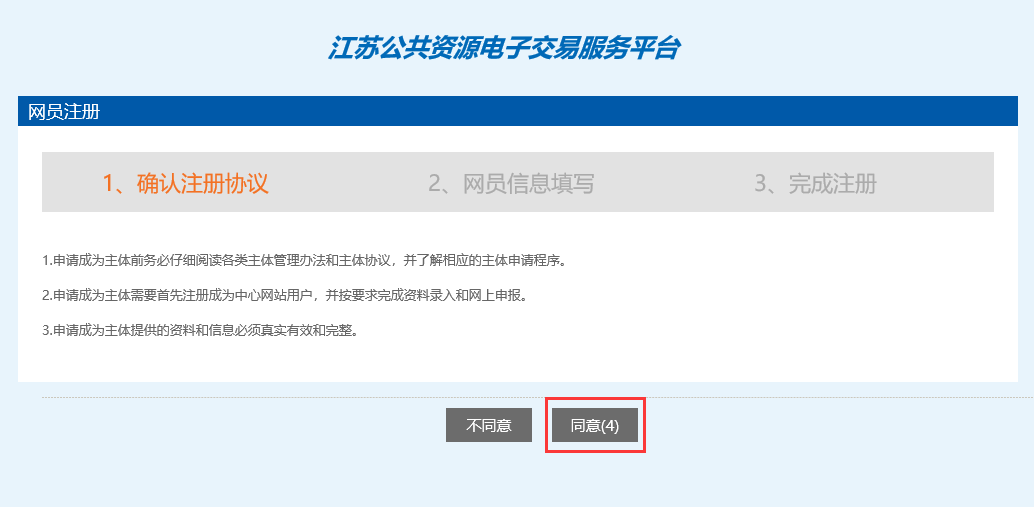 江苏公共资源电子交易服务平台
网员注册
1、确认注册协议 2、网员信息填写 3、完成注册
1.申请成为主体前务必仔细阅读各类主体管理办法和主体协议，并了解相应的主体申请程序。
2.申请成为主体需要首先注册成为中心网站用户，并按要求完成资料录入和网上申报。
3.申请成为主体提供的资料和信息必须真实有效和完整。
不同意 同意(4)